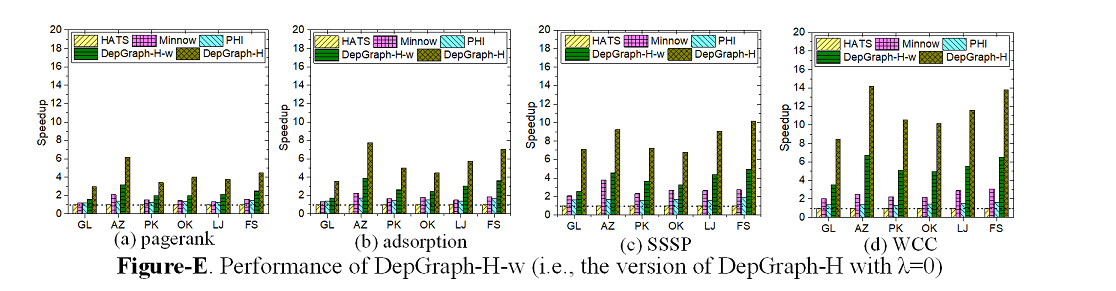 20
18
16
14
12
10
8
6
4
2
0
Speedup
HATS Minnow PHI
DepGraph-H-w DepGraph-H
GL AZ PK OK LJ FS
(a) pagerank
20
18
16
14
12
10
8
6
4
2
0
Speedup
HATS Minnow PHI
DepGraph-H-w DepGraph-H
GL AZ PK OK LJ FS
(b) adsorption
20
18
16
14
12
10
8
6
4
2
0
Speedup
HATS Minnow PHI
DepGraph-H-w DepGraph-H
GL AZ PK OK LJ FS
(c) SSSP
20
18
16
14
12
10
8
6
4
2
0
Speedup
HATS Minnow PHI
DepGraph-H-w DepGraph-H
GL AZ PK OK LJ FS
(d) WCC
Figure-E. Performance of DepGraph-H-w (i.e., the version of DepGraph-H with λ=0)